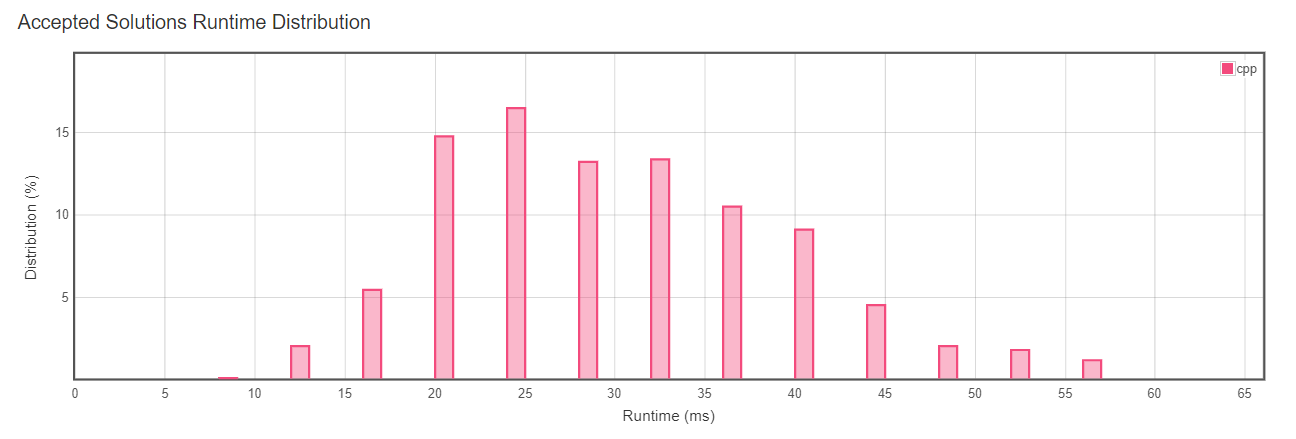 Accepted Solutions Runtime Distribution
cpp
15
10
5
Distribution (%)
0 5 10 15 20 25 30 35 40 45 50 55 60 65
Runtime (ms)